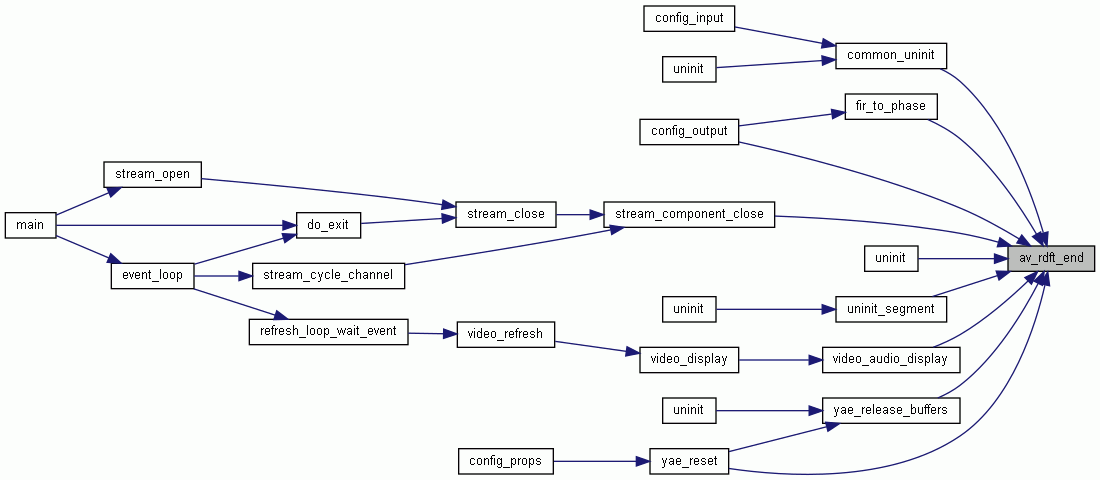 config_input
common_uninit
uninit
fir_to_phase
config_output
stream_open
main
do_exit
stream_close
stream_component_close
event_loop
stream_cycle_channel
uninit
av_rdft_end
uninit
uninit_segment
refresh_loop_wait_event
video_refresh
video_display
video_audio_display
uninit
yae_release_buffers
config_props
yae_reset